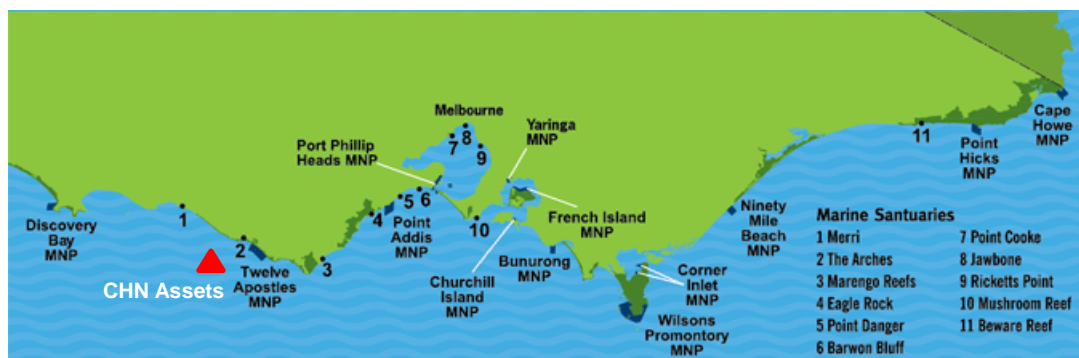 Melbourne
7
8
9
Port Phillip
Heads MNP
Yaringa
MNP
11
Cape
Howe
MNP
Point
Hicks
MNP
Discovery
Bay
MNP
1
2
Twelve
Apostles
MNP
CHN Assets
3
4
5
6
Point
Addis
MNP
10
French Island
MNP
Churchill
Island
MNP
Bunurong
MNP
Corner
Inlet
MNP
Wilsons
Promontory
MNP
Ninety
Mile
Beach
MNP
Marine Santuaries
1 Merri
2 The Arches
3 Marengo Reefs
4 Eagle Rock
5 Point Danger
6 Barwon Bluff
7 Point Cooke
8 Jawbone
9 Ricketts Point
10 Mushroom Reef
11 Beware Reef